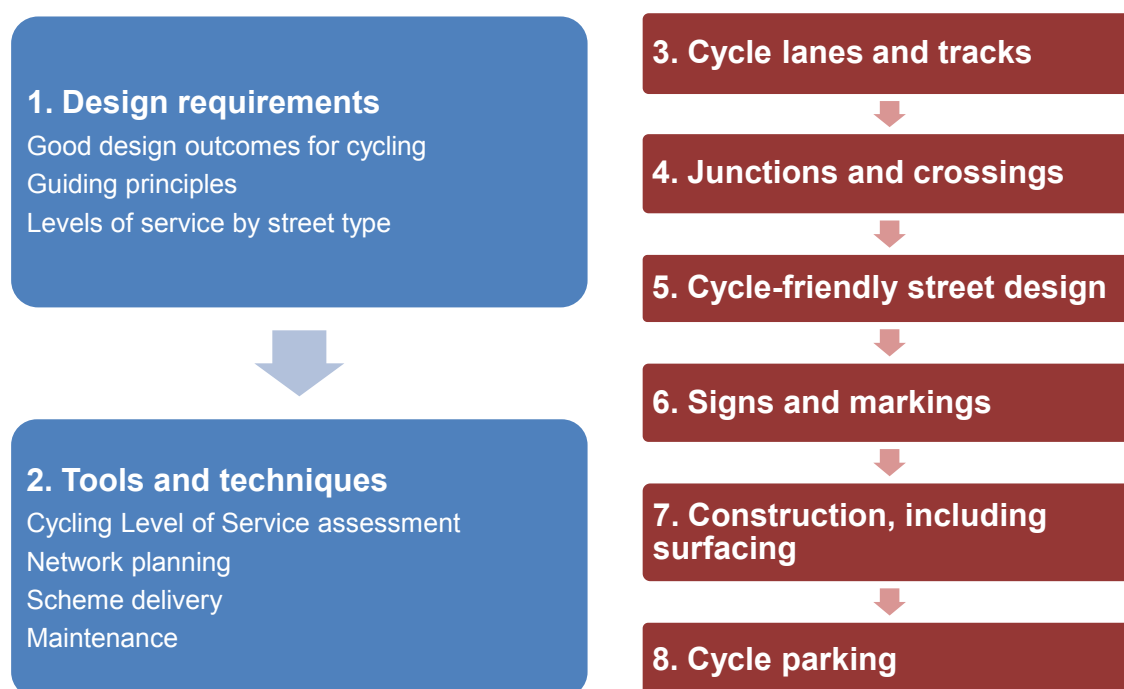 1. Design requirements
Good design outcomes for cycling
Guiding principles
Levels of service by street type
2. Tools and techniques
Cycling Level of Service assessment
Network planning
Scheme delivery
Maintenance
3. Cycle lanes and tracks
4. Junctions and crossings
5. Cycle-friendly street design
6. Signs and markings
7. Construction, including
surfacing
8. Cycle parking